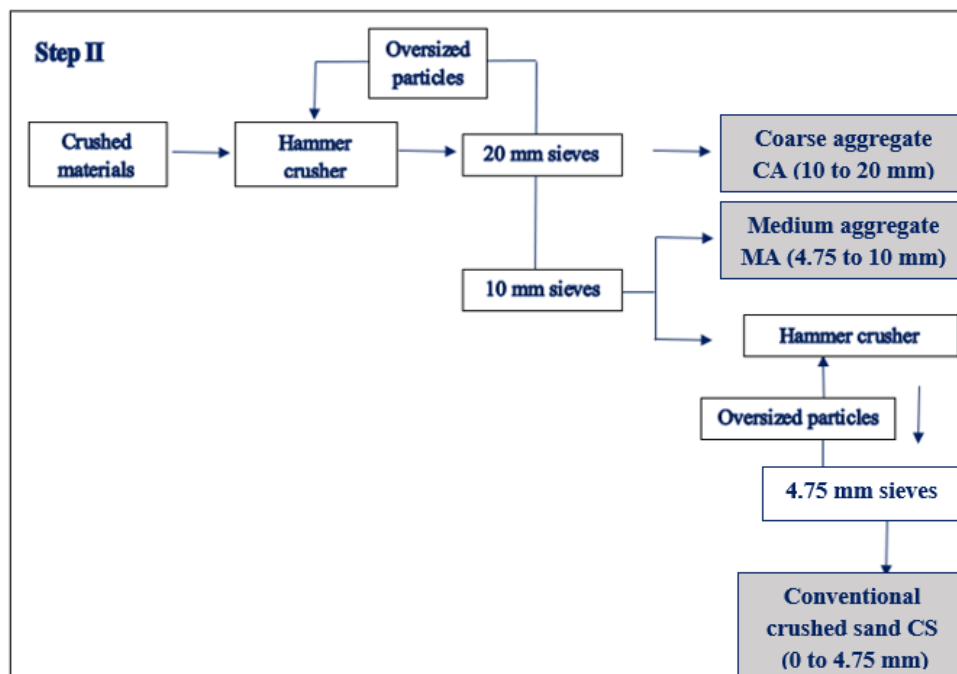 Step II
Oversized
particles
Crushed
materials
Hammer
crusher
20 mm sieves
Coarse aggregate
CA (10 to 20 mm)
Medium aggregate
MA (4.75 to 10 mm)
10 mm sieves
Hammer crusher
Oversized particles
4.75 mm sieves
Conventional
crushed sand CS
(0 to 4.75 mm)